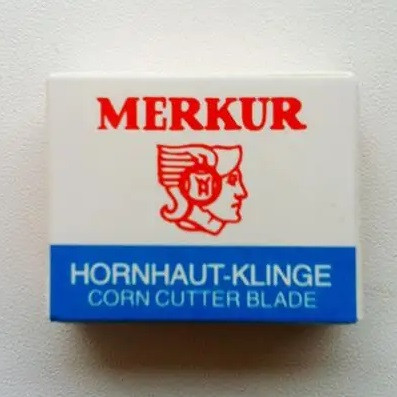 MERKUR
M
HORNHAUT-KLINGE
CORN CUTTER BLADE